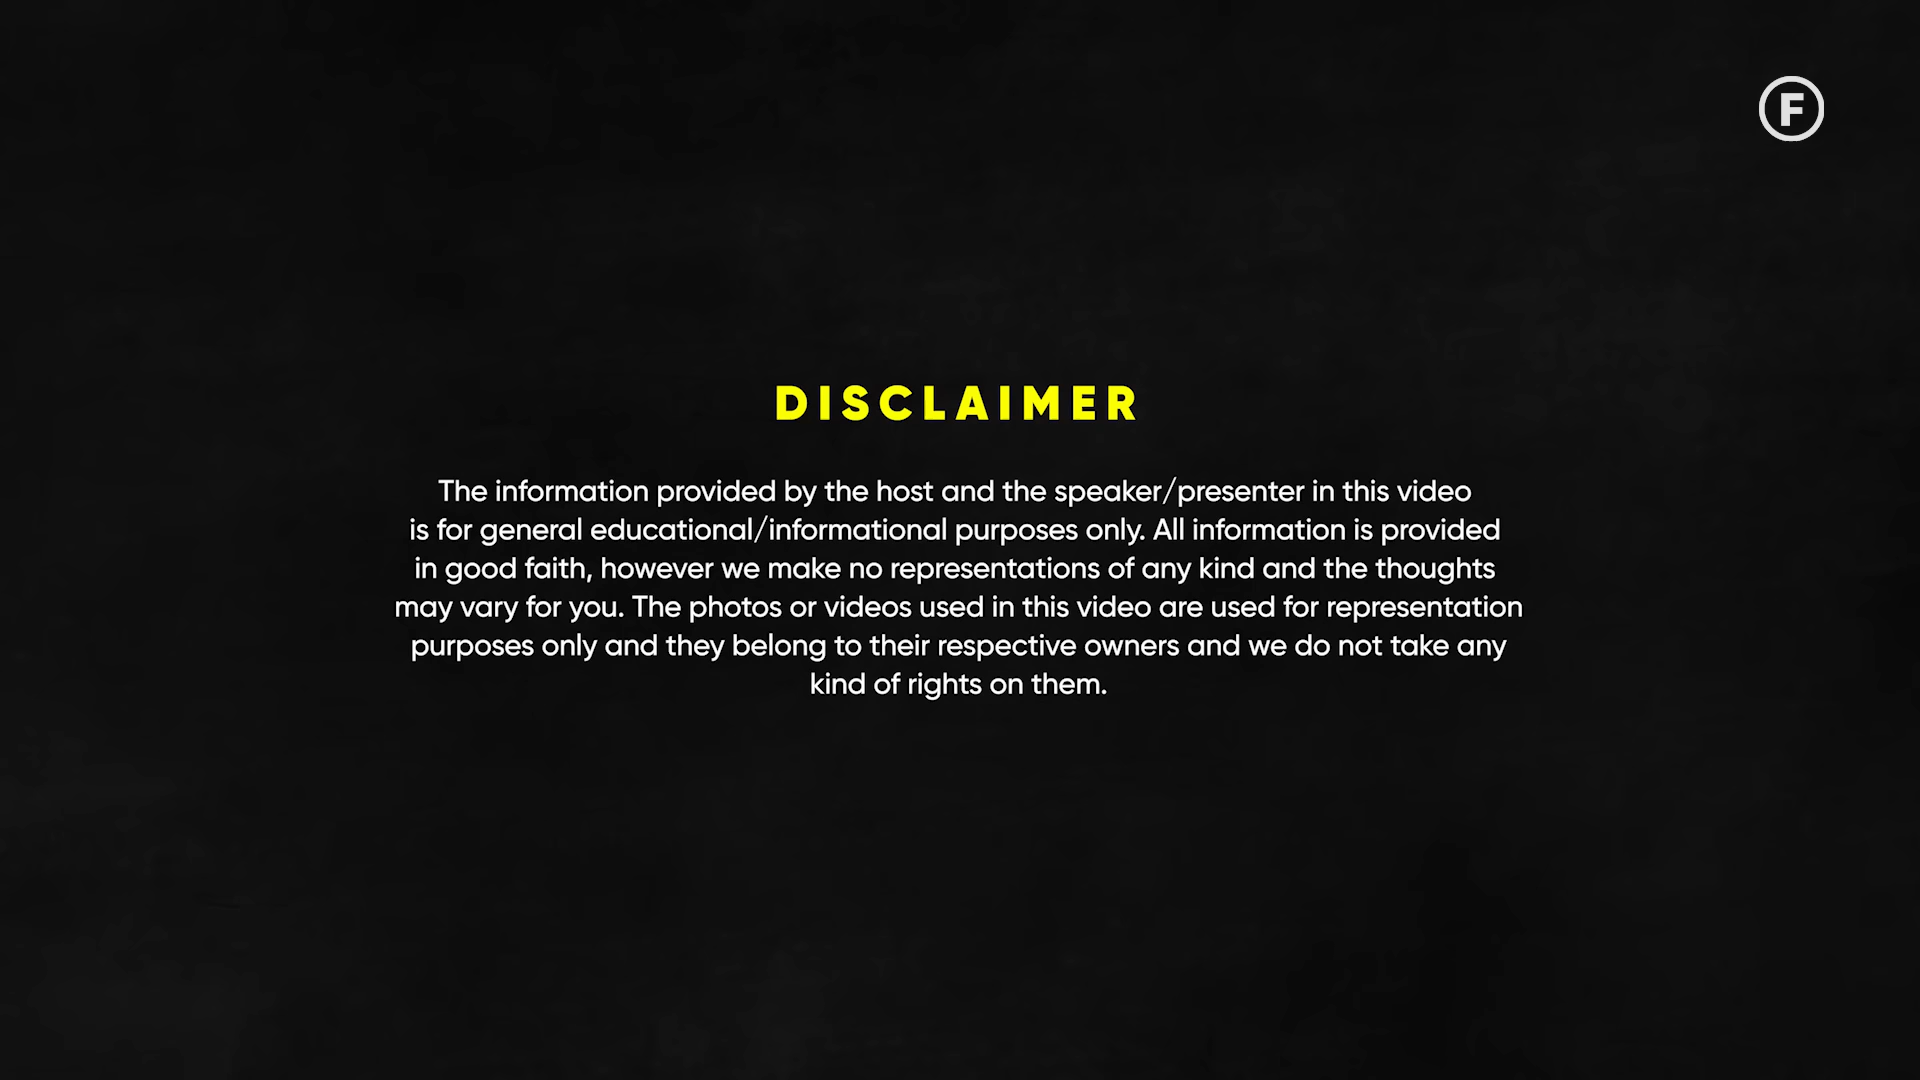 F
DISCLAIMER
The information provided by the host and the speaker/presenter in this video
is for general educational/informational purposes only. All information is provided
in good faith, however we make no representations of any kind and the thoughts
may vary for you. The photos or videos used in this video are used for representation
purposes only and they belong to their respective owners and we do not take any
kind of rights on them.